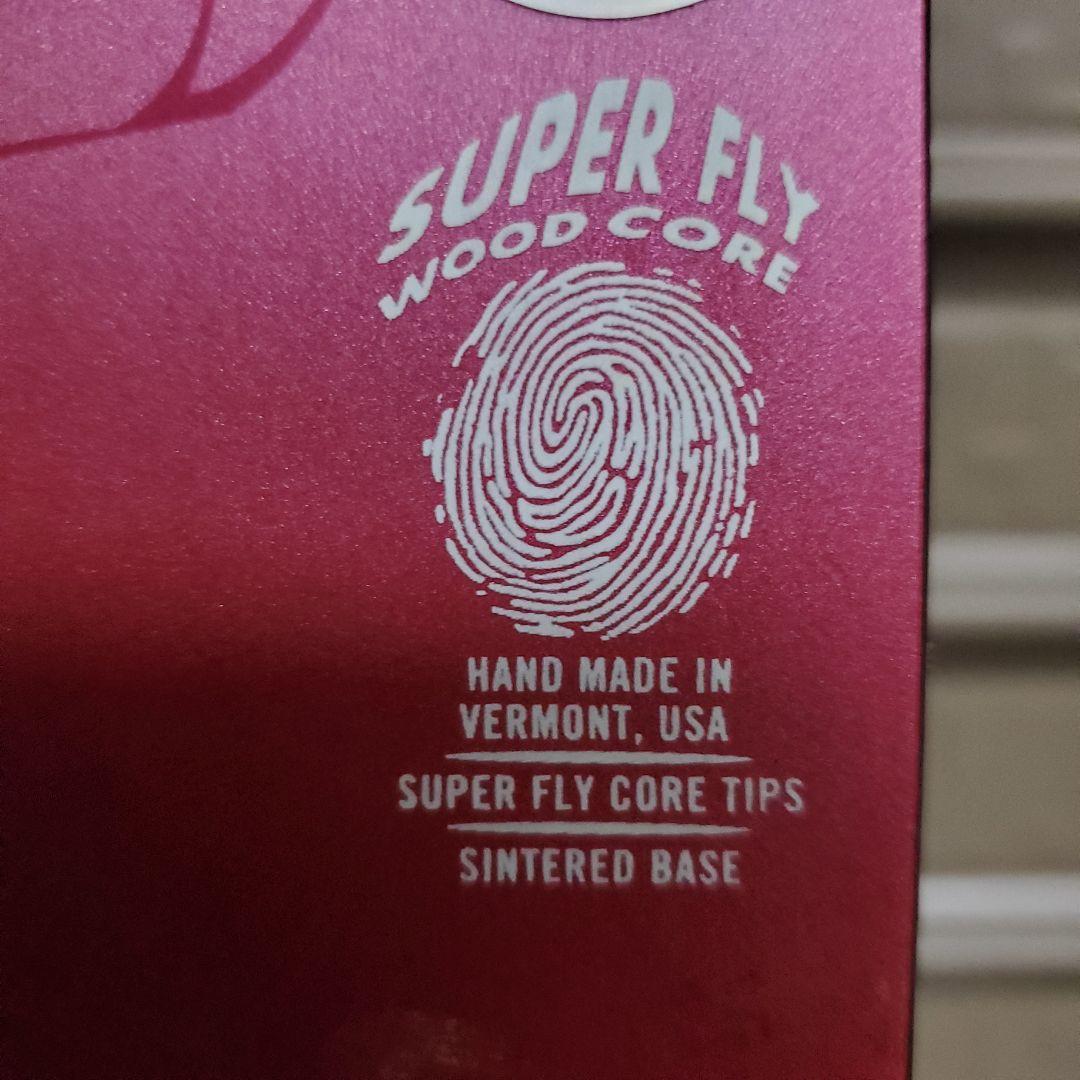 SUPER FLY
WOOD CORE
HAND MADE IN
VERMONT, USA
SUPER FLY CORE TIPS
SINTERED BASE